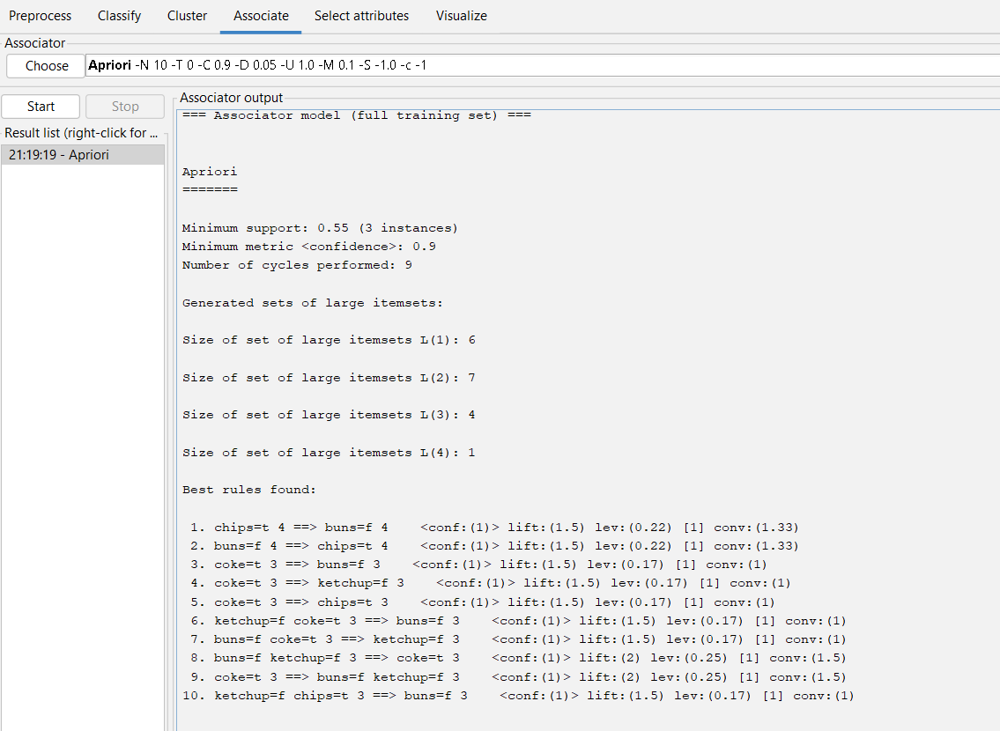 Preprocess Classify Cluster Associate Select attributes Visualize
Associator
Choose Apriori -N 10 -T 0 -C 0.9 -D 0.05 -U 1.0 -M 0.1 -S -1.0 -c -1
Start Stop
Result list (right-click for ...
21:19:19 - Apriori
Associator output
=== Associator model (full training set) ===
Apriori
=======
Minimum support: 0.55 (3 instances)
Minimum metric <confidence>: 0.9
Number of cycles performed: 9
Generated sets of large itemsets:
Size of set of large itemsets L(1): 6
Size of set of large itemsets L(2): 7
Size of set of large itemsets L(3): 4
Size of set of large itemsets L(4): 1
Best rules found:
1. chips=t 4 ==> buns=f 4 <conf:(1)> lift:(1.5) lev:(0.22) [1] conv:(1.33)
2. buns=f 4 ==> chips=t 4 <conf:(1)> lift:(1.5) lev:(0.22) [1] conv:(1.33)
3. coke=t 3 ==> buns=f 3 <conf:(1)> lift:(1.5) lev:(0.17) [1] conv:(1)
4. coke=t 3 ==> ketchup=f 3 <conf:(1)> lift:(1.5) lev:(0.17) [1] conv:(1)
5. coke=t 3 ==> chips=t 3 <conf:(1)> lift:(1.5) lev:(0.17) [1] conv:(1)
6. ketchup=f coke=t 3 ==> buns=f 3 <conf:(1)> lift:(1.5) lev:(0.17) [1] conv:(1)
7. buns=f coke=t 3 ==> ketchup=f 3 <conf:(1)> lift:(1.5) lev:(0.17) [1] conv:(1)
8. buns=f ketchup=f 3 ==> coke=t 3 <conf:(1)> lift:(2) lev:(0.25) [1] conv:(1.5)
9. coke=t 3 ==> buns=f ketchup=f 3 <conf:(1)> lift:(2) lev:(0.25) [1] conv:(1.5)
10. ketchup=f chips=t 3 ==> buns=f 3 <conf:(1)> lift:(1.5) lev:(0.17) [1] conv:(1)